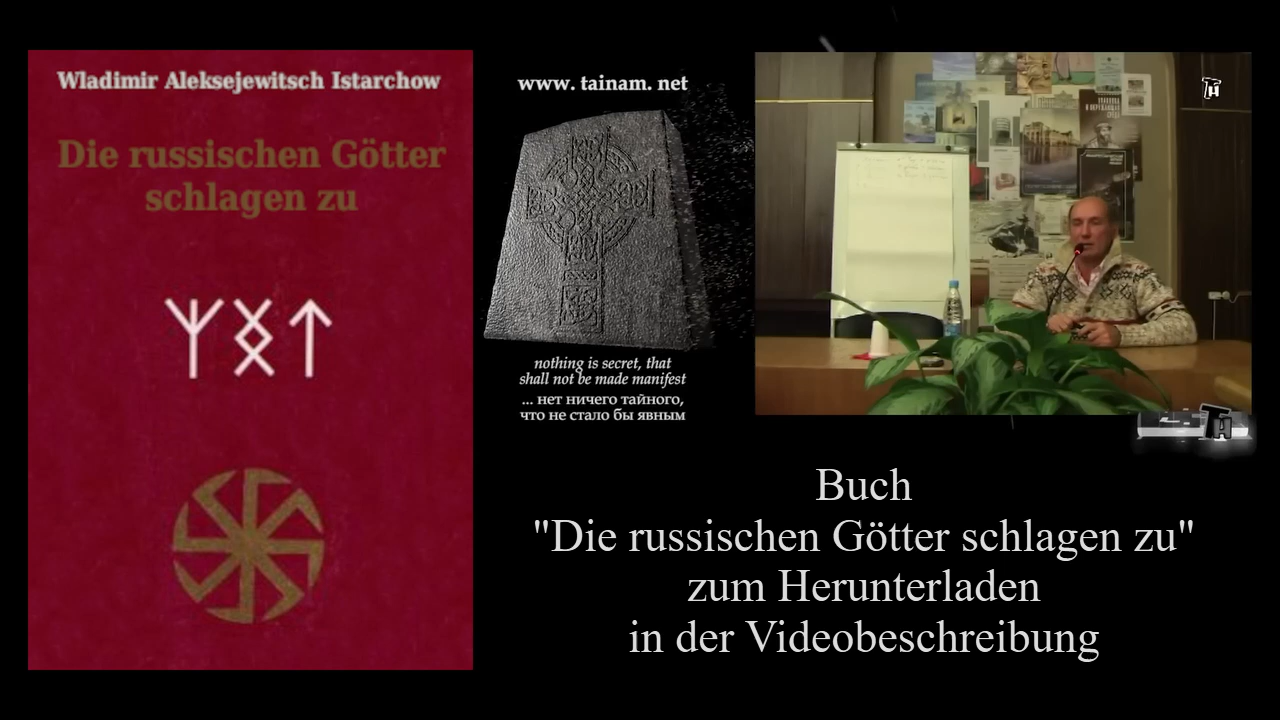 Wladimir Aleksejewitsch Istarchow
Die russischen Götter
schlagen zu
ᛉᛝᛏ
www. tainam. net
nothing is secret, that
shall not be made manifest
... нет ничего тайного,
что не стало бы явным
Buch
"Die russischen Götter schlagen zu"
zum Herunterladen
in der Videobeschreibung